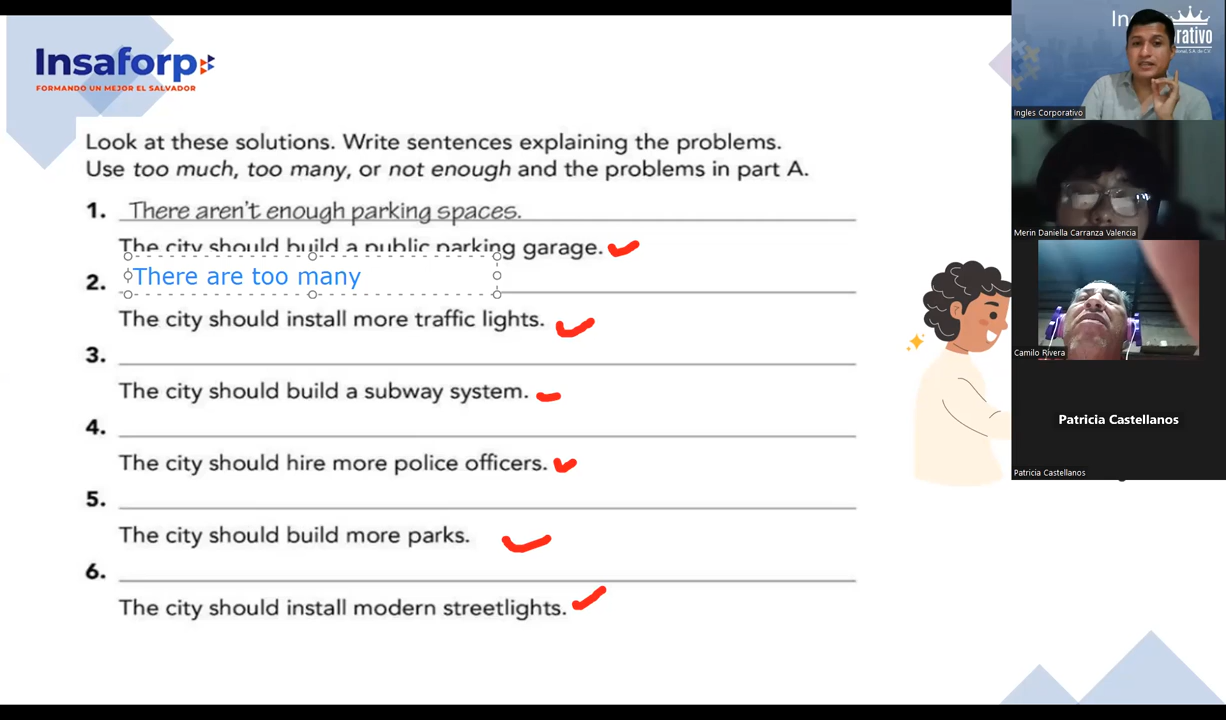 Insaforp
FORMANDO UN MEJOR EL SALVADOR
Look at these solutions. Write sentences explaining the problems.
Use too much, too many, or not enough and the problems in part A.
1. There aren't enough parking spaces.
The city should build a public parking garage.
2. There are too many
The city should install more traffic lights.
3.
The city should build a subway system.
4.
The city should hire more police officers.
5.
The city should build more parks.
6.
The city should install modern streetlights.
Ingles Corporativo
Merin Daniella Carranza Valencia
Camilo Rivera
Patricia Castellanos
Patricia Castellanos